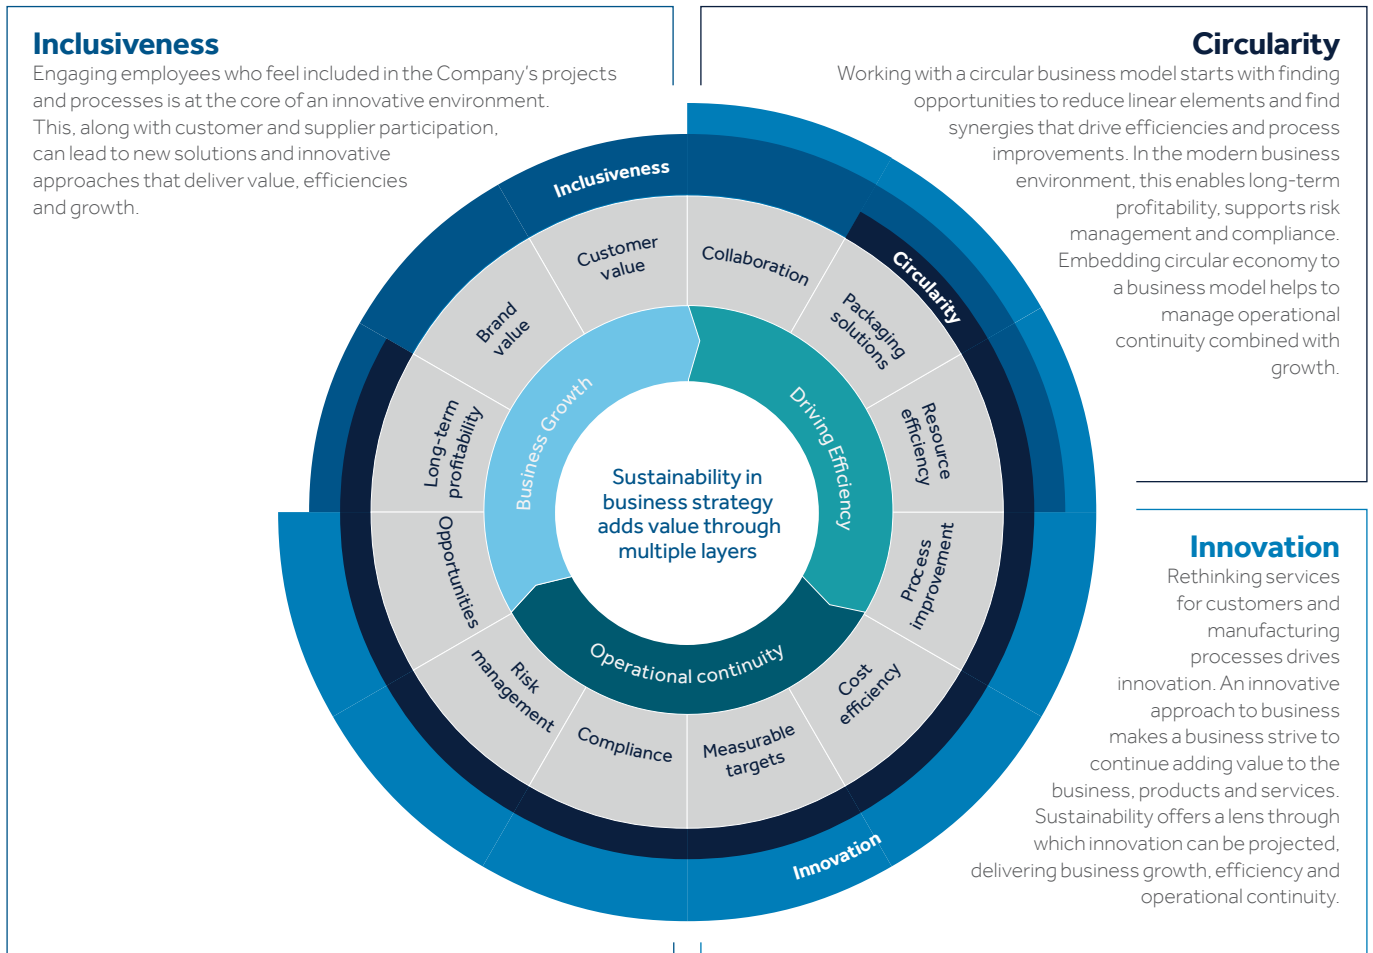 Inclusiveness
Engaging employees who feel included in the Company's projects
and processes is at the core of an innovative environment.
This, along with customer and supplier participation,
can lead to new solutions and innovative
approaches that deliver value, efficiencies
and growth.
Circularity
Working with a circular business model starts with finding
opportunities to reduce linear elements and find
synergies that drive efficiencies and process
improvements. In the modern business
environment, this enables long-term
profitability, supports risk
management and compliance.
Embedding circular economy to
a business model helps to
manage operational
continuity combined with
growth.
Inclusiveness
Circularity
Innovation
Customer
value
Collaboration
Packaging
solutions
Resource
efficiency
Process
improvement
Cost
efficiency
Measurable
targets
Compliance
Risk
management
Opportunities
Long-term
profitability
Brand
value
Business Growth
Driving Efficiency
Operational continuity
Sustainability in
business strategy
adds value through
multiple layers
Innovation
Rethinking services
for customers and
manufacturing
processes drives
innovation. An innovative
approach to business
makes a business strive to
continue adding value to the
business, products and services.
Sustainability offers a lens through
which innovation can be projected,
delivering business growth, efficiency and
operational continuity.